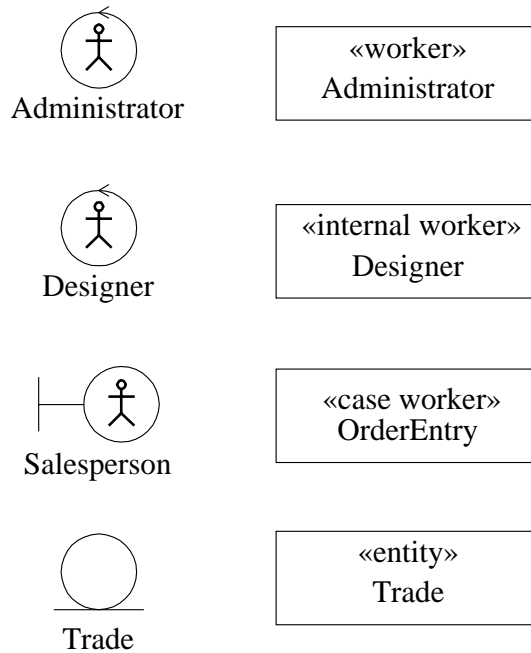 Administrator
«worker»
Administrator
Designer
«internal worker»
Designer
Salesperson
«case worker»
OrderEntry
Trade
«entity»
Trade